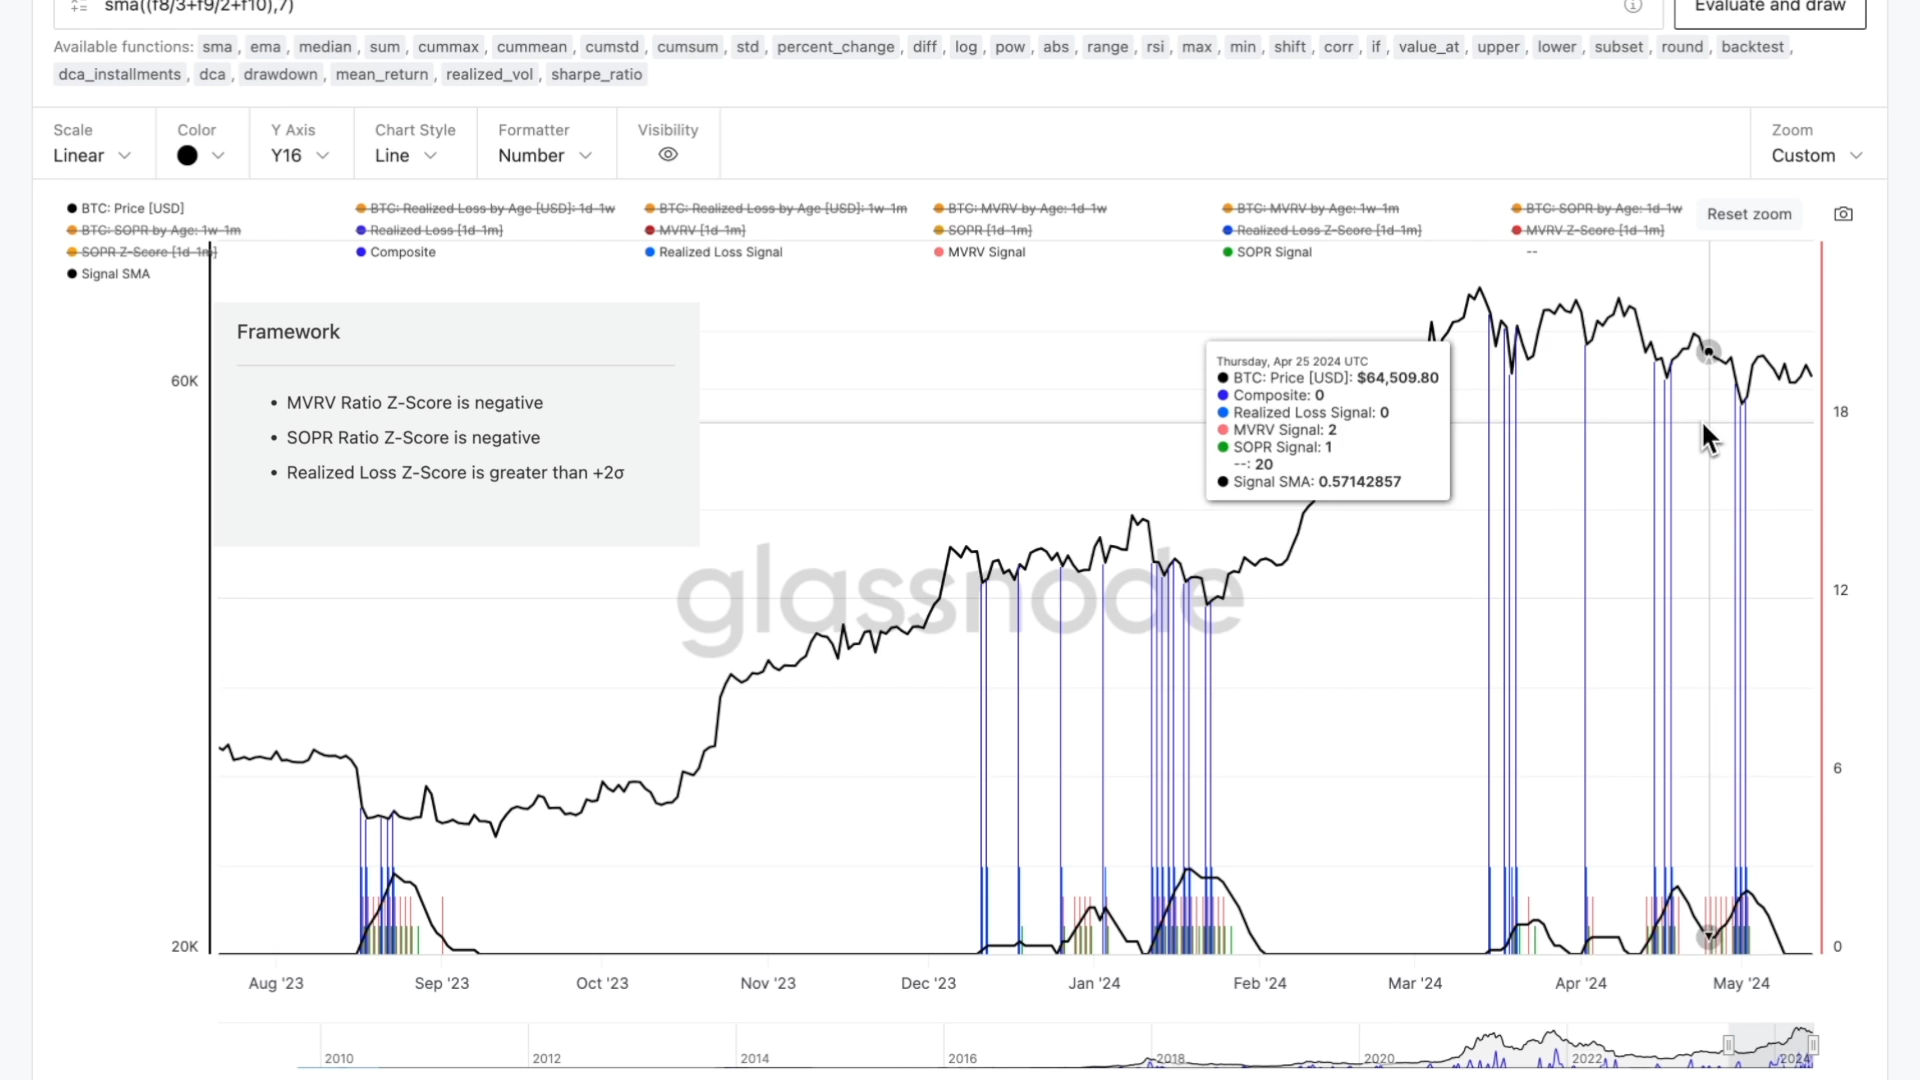 sma((f8/3+f9/2+f10),7)
Evaluate and draw
Available functions: sma , ema , median , sum , cummax , cummean , cumstd , cumsum , std , percent_change , diff , log , pow , abs , range , rsi , max , min , shift , corr , if , value_at , upper , lower , subset , round , backtest ,
dca_installments , dca , drawdown , mean_return , realized_vol , sharpe_ratio
Scale Color Y Axis Chart Style Formatter Visibility Zoom
Linear Y16 Line Number Custom
BTC: Price [USD] BTC: Realized Loss by Age [USD]: 1d-1w BTC: Realized Loss by Age [USD]: 1w-1m BTC: MVRV by Age: 1d-1w BTC: MVRV by Age: 1w-1m BTC: SOPR by Age: 1d-1w Reset zoom
BTC: SOPR by Age: 1w-1m Realized Loss [1d-1m] MVRV [1d-1m] SOPR [1d-1m] Realized Loss Z-Score [1d-1m] MVRV Z-Score [1d-1m]
SOPR Z-Score [1d-1m] Composite Realized Loss Signal MVRV Signal SOPR Signal --
Signal SMA
Framework
• MVRV Ratio Z-Score is negative
• SOPR Ratio Z-Score is negative
• Realized Loss Z-Score is greater than +2σ
Thursday, Apr 25 2024 UTC
BTC: Price [USD]: $64,509.80
Composite: 0
Realized Loss Signal: 0
MVRV Signal: 2
SOPR Signal: 1
--: 20
Signal SMA: 0.57142857
60K
18
glassnode
12
6
20K
0
Aug '23 Sep '23 Oct '23 Nov '23 Dec '23 Jan '24 Feb '24 Mar '24 Apr '24 May '24
2010 2012 2014 2016 2018 2020 2022 2024